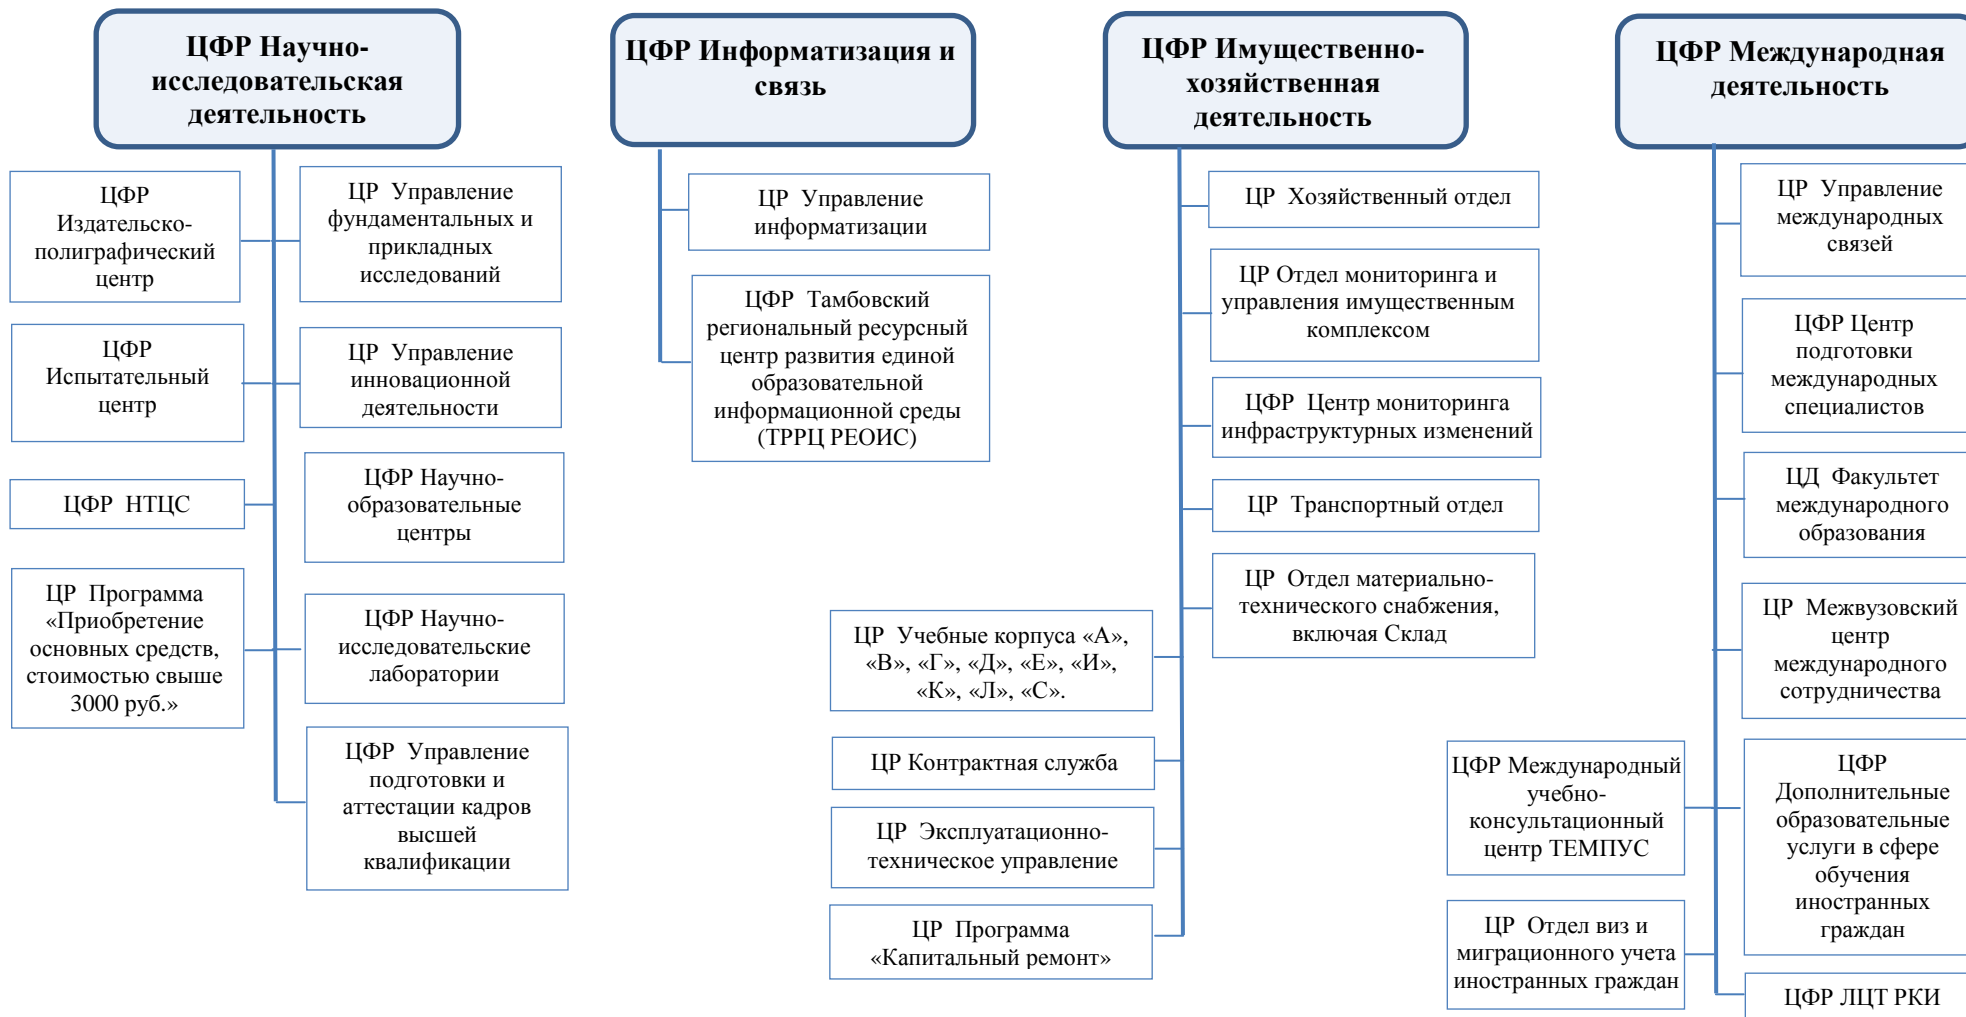 ЦФР Научно-
исследовательская
деятельность
ЦФР
Издательско-
полиграфический
центр
ЦР Управление
фундаментальных и
прикладных
исследований
ЦФР
Испытательный
центр
ЦР Управление
инновационной
деятельности
ЦФР НТЦС
ЦФР Научно-
образовательные
центры
ЦР Программа
«Приобретение
основных средств,
стоимостью свыше
3000 руб.»
ЦФР Научно-
исследовательские
лаборатории
ЦФР Управление
подготовки и
аттестации кадров
высшей
квалификации
ЦФР Информатизация и
связь
ЦР Управление
информатизации
ЦФР Тамбовский
региональный ресурсный
центр развития единой
образовательной
информационной среды
(ТРРЦ РЕОИС)
ЦФР Имущественно-
хозяйственная
деятельность
ЦР Хозяйственный отдел
ЦР Отдел мониторинга и
управления имущественным
комплексом
ЦФР Центр мониторинга
инфраструктурных изменений
ЦР Транспортный отдел
ЦР Отдел материально-
технического снабжения,
включая Склад
ЦР Учебные корпуса «А»,
«В», «Г», «Д», «Е», «И»,
«К», «Л», «С».
ЦР Контрактная служба
ЦР Эксплуатационно-
техническое управление
ЦР Программа
«Капитальный ремонт»
ЦФР Международная
деятельность
ЦР Управление
международных
связей
ЦФР Центр
подготовки
международных
специалистов
ЦД Факультет
международного
образования
ЦР Межвузовский
центр
международного
сотрудничества
ЦФР Международный
учебно-
консультационный
центр ТЕМПУС
ЦФР
Дополнительные
образовательные
услуги в сфере
обучения
иностранных
граждан
ЦР Отдел виз и
миграционного учета
иностранных граждан
ЦФР ЛЦТ РКИ